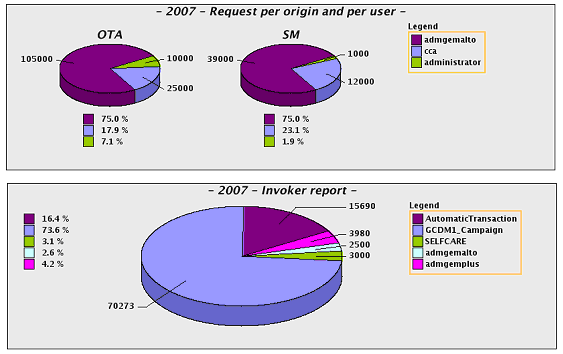 - 2007 - Request per origin and per user -
OTA
SM
105000
10000
25000
39000
1000
12000
75.0 %
17.9 %
7.1 %
75.0 %
23.1 %
1.9 %
Legend
admgemalto
cca
administrator
- 2007 - Invoker report -
16.4 %
73.6 %
3.1 %
2.6 %
4.2 %
15690
3980
2500
3000
70273
Legend
AutomaticTransaction
GCDM1_Campaign
SELFCARE
admgemalto
admgemplus